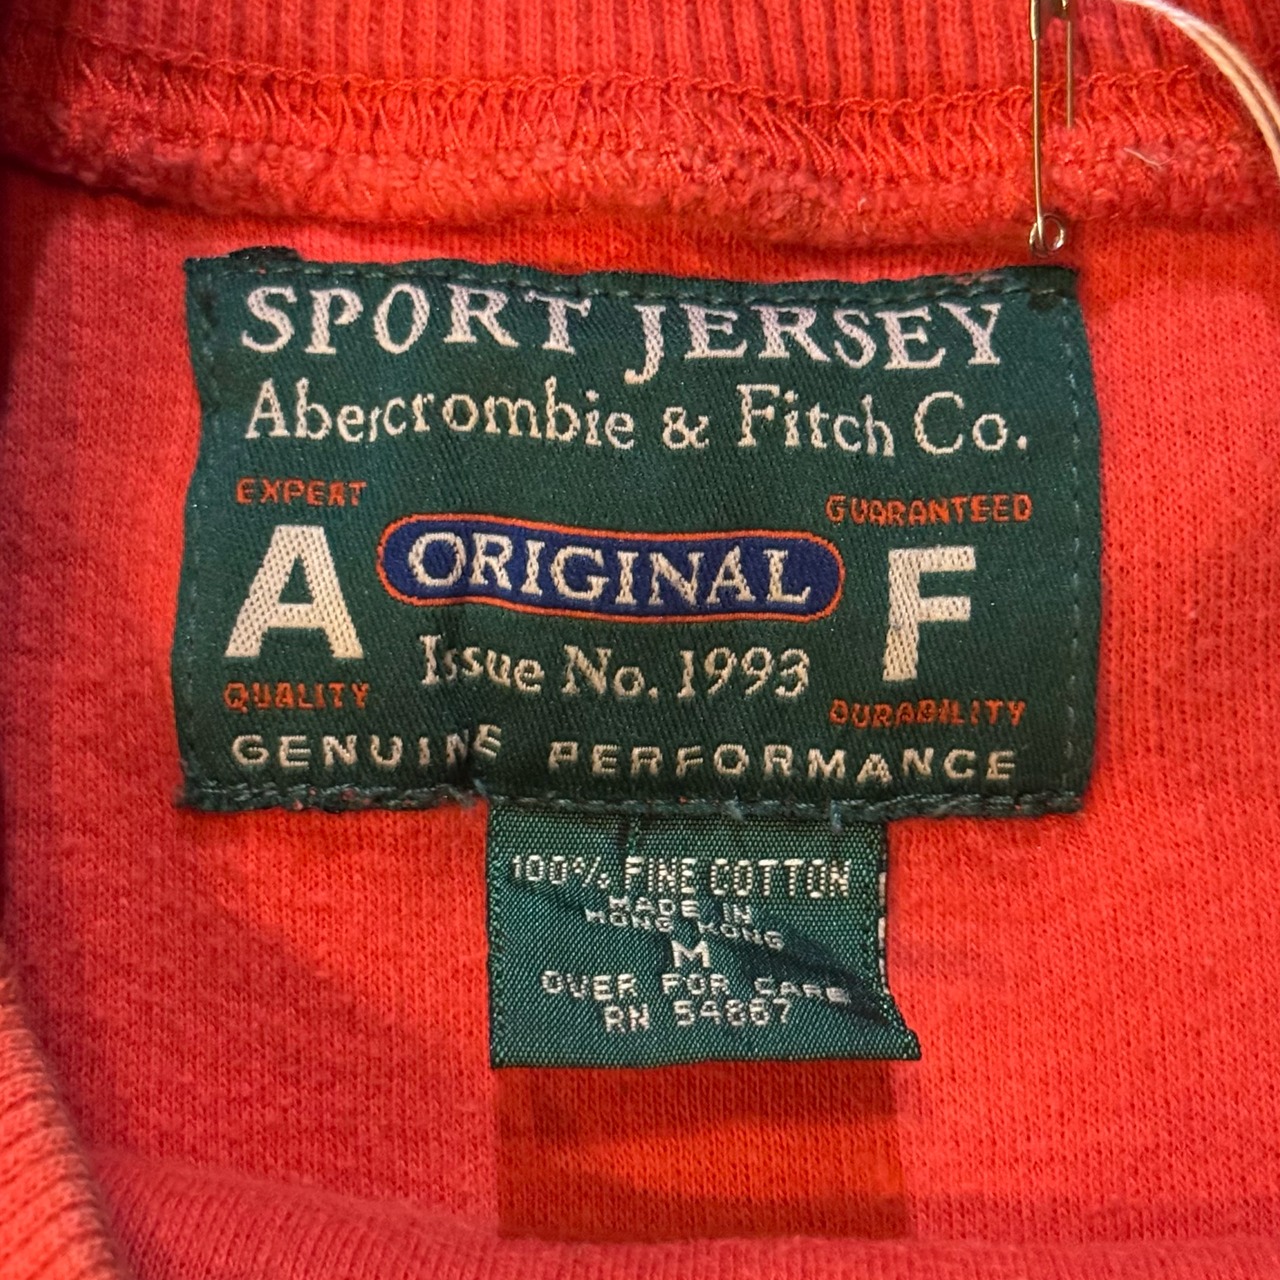 SPORT JERSEY
Abercrombie & Fitch Co.
EXPERT
GUARANTEED
A ORIGINAL F
Issue No. 1993
QUALITY
DURABILITY
GENUINE PERFORMANCE
100% FINE COTTON
MADE IN
HONG KONG
M
OVER FOR CARE
RN 54867